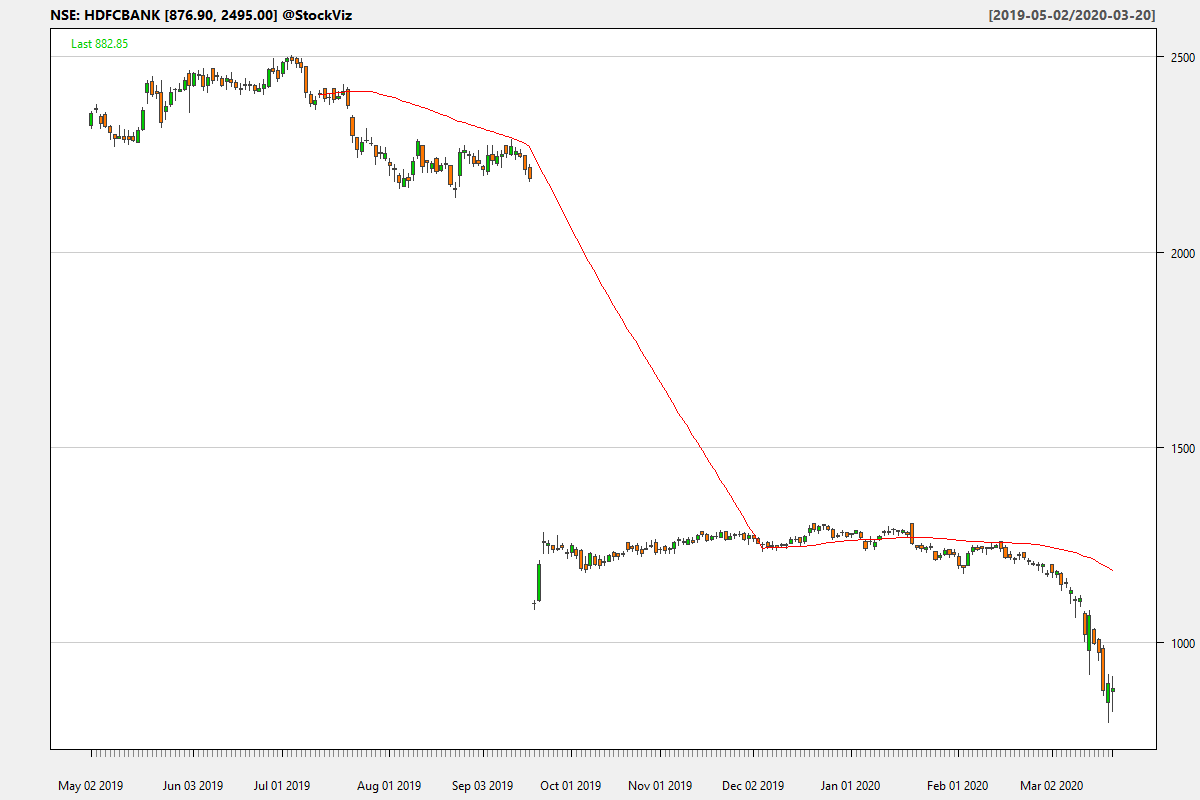 NSE: HDFCBANK [876.90, 2495.00] @StockViz [2019-05-02/2020-03-20]
Last 882.85
2500
2000
1500
1000
May 02 2019 Jun 03 2019 Jul 01 2019 Aug 01 2019 Sep 03 2019 Oct 01 2019 Nov 01 2019 Dec 02 2019 Jan 01 2020 Feb 01 2020 Mar 02 2020